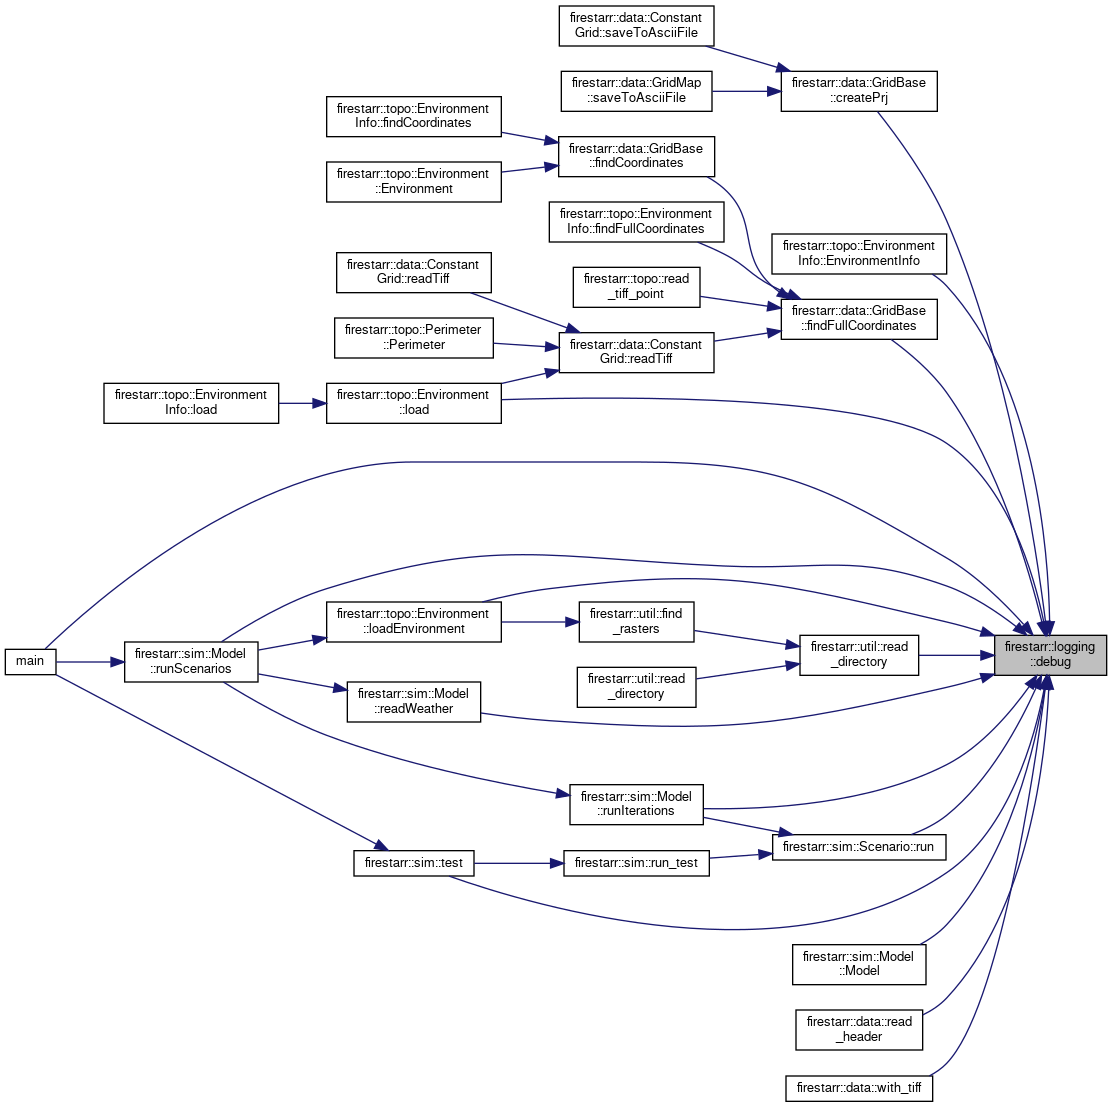 firestarr::data::Constant
Grid::saveToAsciiFile
firestarr::data::GridMap
::saveToAsciiFile
firestarr::data::GridBase
::createPrj
firestarr::topo::Environment
Info::findCoordinates
firestarr::data::GridBase
::findCoordinates
firestarr::topo::Environment
::Environment
firestarr::topo::Environment
Info::findFullCoordinates
firestarr::topo::Environment
Info::EnvironmentInfo
firestarr::data::Constant
Grid::readTiff
firestarr::topo::read
_tiff_point
firestarr::data::GridBase
::findFullCoordinates
firestarr::topo::Perimeter
::Perimeter
firestarr::data::Constant
Grid::readTiff
firestarr::topo::Environment
Info::load
firestarr::topo::Environment
::load
firestarr::topo::Environment
::loadEnvironment
firestarr::util::find
_rasters
main
firestarr::sim::Model
::runScenarios
firestarr::util::read
_directory
firestarr::logging
::debug
firestarr::sim::Model
::readWeather
firestarr::util::read
_directory
firestarr::sim::Model
::runIterations
firestarr::sim::Scenario::run
firestarr::sim::test
firestarr::sim::run_test
firestarr::sim::Model
::Model
firestarr::data::read
_header
firestarr::data::with_tiff